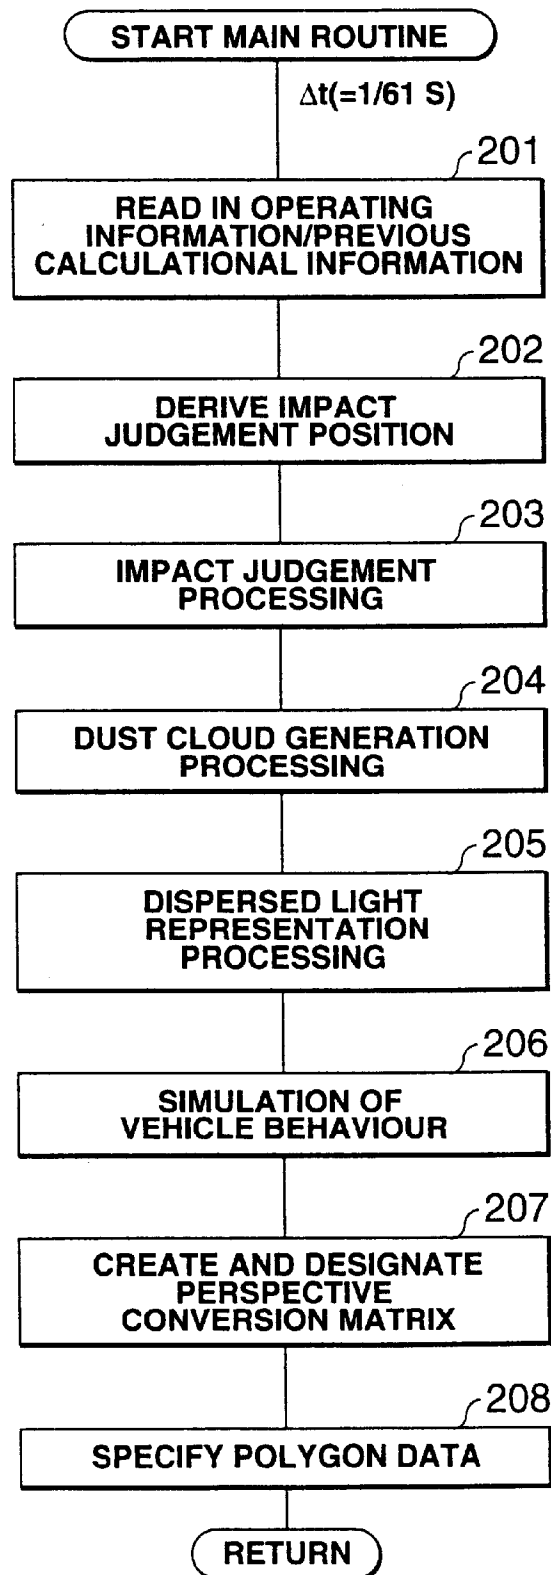 START MAIN ROUTINE
Δt(=1/61 S)
201
READ IN OPERATING
INFORMATION/PREVIOUS
CALCULATIONAL INFORMATION
202
DERIVE IMPACT
JUDGEMENT POSITION
203
IMPACT JUDGEMENT
PROCESSING
204
DUST CLOUD GENERATION
PROCESSING
205
DISPERSED LIGHT
REPRESENTATION
PROCESSING
206
SIMULATION OF
VEHICLE BEHAVIOUR
207
CREATE AND DESIGNATE
PERSPECTIVE
CONVERSION MATRIX
208
SPECIFY POLYGON DATA
RETURN